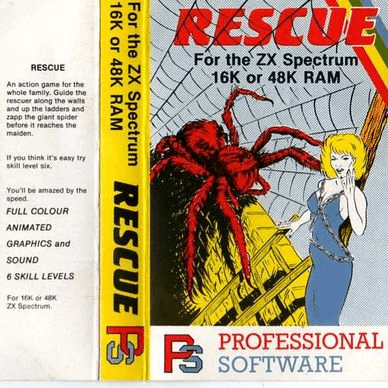 RESCUE
An action game for the
whole family. Guide the
rescuer along the walls
and up the ladders and
zapp the giant spider
before it reaches the
maiden.
If you think it's easy try
skill level six.
You'll be amazed by the
speed.
FULL COLOUR
ANIMATED
GRAPHICS and
SOUND
6 SKILL LEVELS
For 16K or 48K
ZX Spectrum.
For the ZX Spectrum
16K or 48K RAM
RESCUE
PS
RESCUE
For the ZX Spectrum
16K or 48K RAM
PS
PROFESSIONAL
SOFTWARE